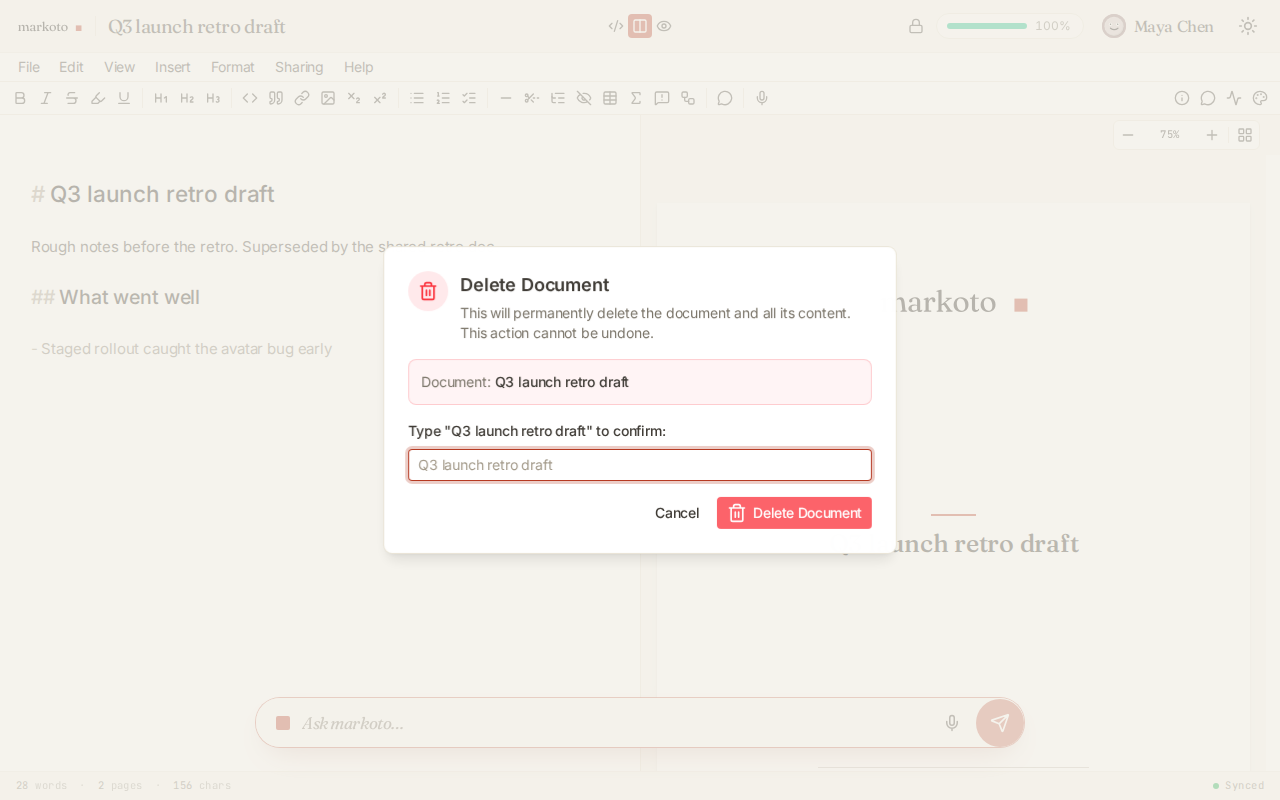 markoto
Q3 launch retro draft
100%
Maya Chen
File Edit View Insert Format Sharing Help
H1 H2 H3
75%
# Q3 launch retro draft
Rough notes before the retro. Superseded by the shared retro doc
## What went well
- Staged rollout caught the avatar bug early
Delete Document
This will permanently delete the document and all its content.
This action cannot be undone.
Document: Q3 launch retro draft
Type "Q3 launch retro draft" to confirm:
Q3 launch retro draft
Cancel
Delete Document
markoto
launch retro draft
Ask markoto...
28 words · 2 pages · 156 chars
Synced